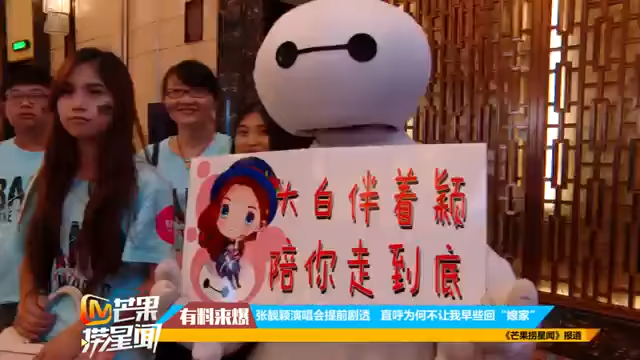 大白伴着颖
陪你走到底
芒果
捞星闻
有料来爆
张靓颖演唱会提前剧透 直呼为何不让我早些回“娘家”
《芒果捞星闻》报道